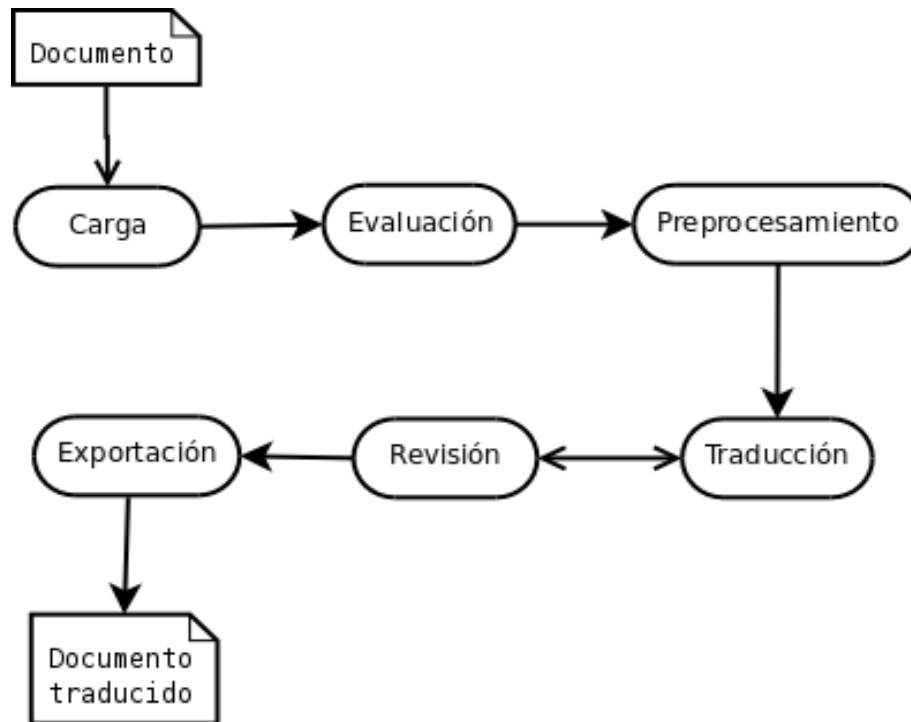 Documento
Carga
Evaluación
Preprocesamiento
Exportación
Revisión
Traducción
Documento
traducido